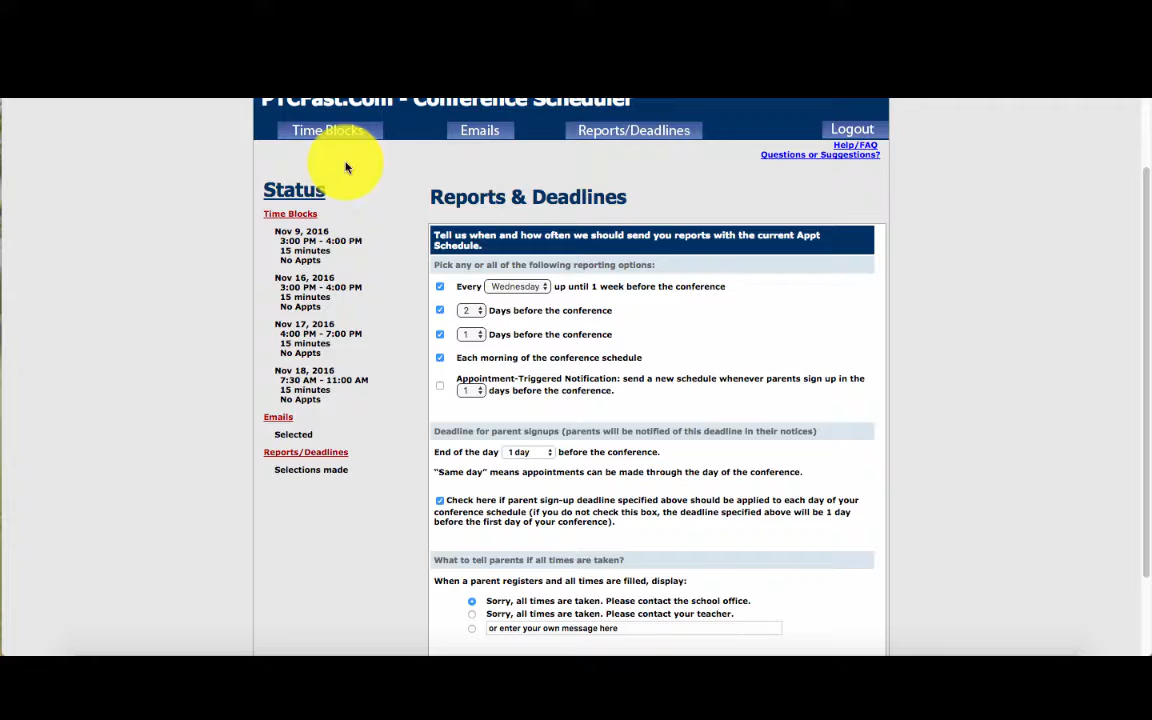 PTCFast.Com - Conference Scheduler
Time Blocks Emails Reports/Deadlines Logout
Help/FAQ
Questions or Suggestions?
Status
Time Blocks
Nov 9, 2016
3:00 PM - 4:00 PM
15 minutes
No Appts
Nov 16, 2016
3:00 PM - 4:00 PM
15 minutes
No Appts
Nov 17, 2016
4:00 PM - 7:00 PM
15 minutes
No Appts
Nov 18, 2016
7:30 AM - 11:00 AM
15 minutes
No Appts
Emails
Selected
Reports/Deadlines
Selections made
Reports & Deadlines
Tell us when and how often we should send you reports with the current Appt
Schedule.
Pick any or all of the following reporting options:
Every Wednesday up until 1 week before the conference
2 Days before the conference
1 Days before the conference
Each morning of the conference schedule
Appointment-Triggered Notification: send a new schedule whenever parents sign up in the
1 days before the conference.
Deadline for parent signups (parents will be notified of this deadline in their notices)
End of the day 1 day before the conference.
"Same day" means appointments can be made through the day of the conference.
Check here if parent sign-up deadline specified above should be applied to each day of your
conference schedule (if you do not check this box, the deadline specified above will be 1 day
before the first day of your conference).
What to tell parents if all times are taken?
When a parent registers and all times are filled, display:
Sorry, all times are taken. Please contact the school office.
Sorry, all times are taken. Please contact your teacher.
or enter your own message here